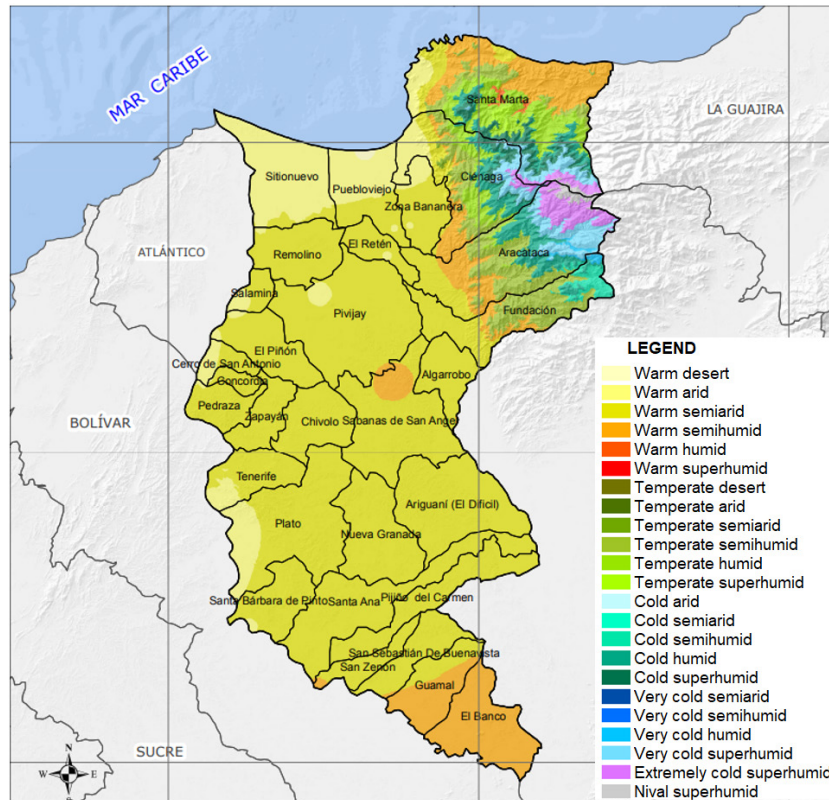 MAR CARIBE
LA GUAJIRA
Santa Marta
Ciénaga
Sitionuevo
Puebloviejo
Zona Bananera
ATLÁNTICO
Remolino
El Retén
Aracataca
Salamina
Pivijay
Fundación
El Piñón
Cerro de San Antonio
Concordia
Algarrobo
Pedraza
Zapayán
Chivolo
Sabanas de San Angel
BOLÍVAR
Tenerife
Ariguaní (El Dificil)
Plato
Nueva Granada
Santa Bárbara de Pinto
Santa Ana
Pijiño del Carmen
San Sebastián De Buenavista
San Zenón
Guamal
El Banco
SUCRE
N
W
E
S
LEGEND
Warm desert
Warm arid
Warm semiarid
Warm semihumid
Warm humid
Warm superhumid
Temperate desert
Temperate arid
Temperate semiarid
Temperate semihumid
Temperate humid
Temperate superhumid
Cold arid
Cold semiarid
Cold semihumid
Cold humid
Cold superhumid
Very cold semiarid
Very cold semihumid
Very cold humid
Very cold superhumid
Extremely cold superhumid
Nival superhumid